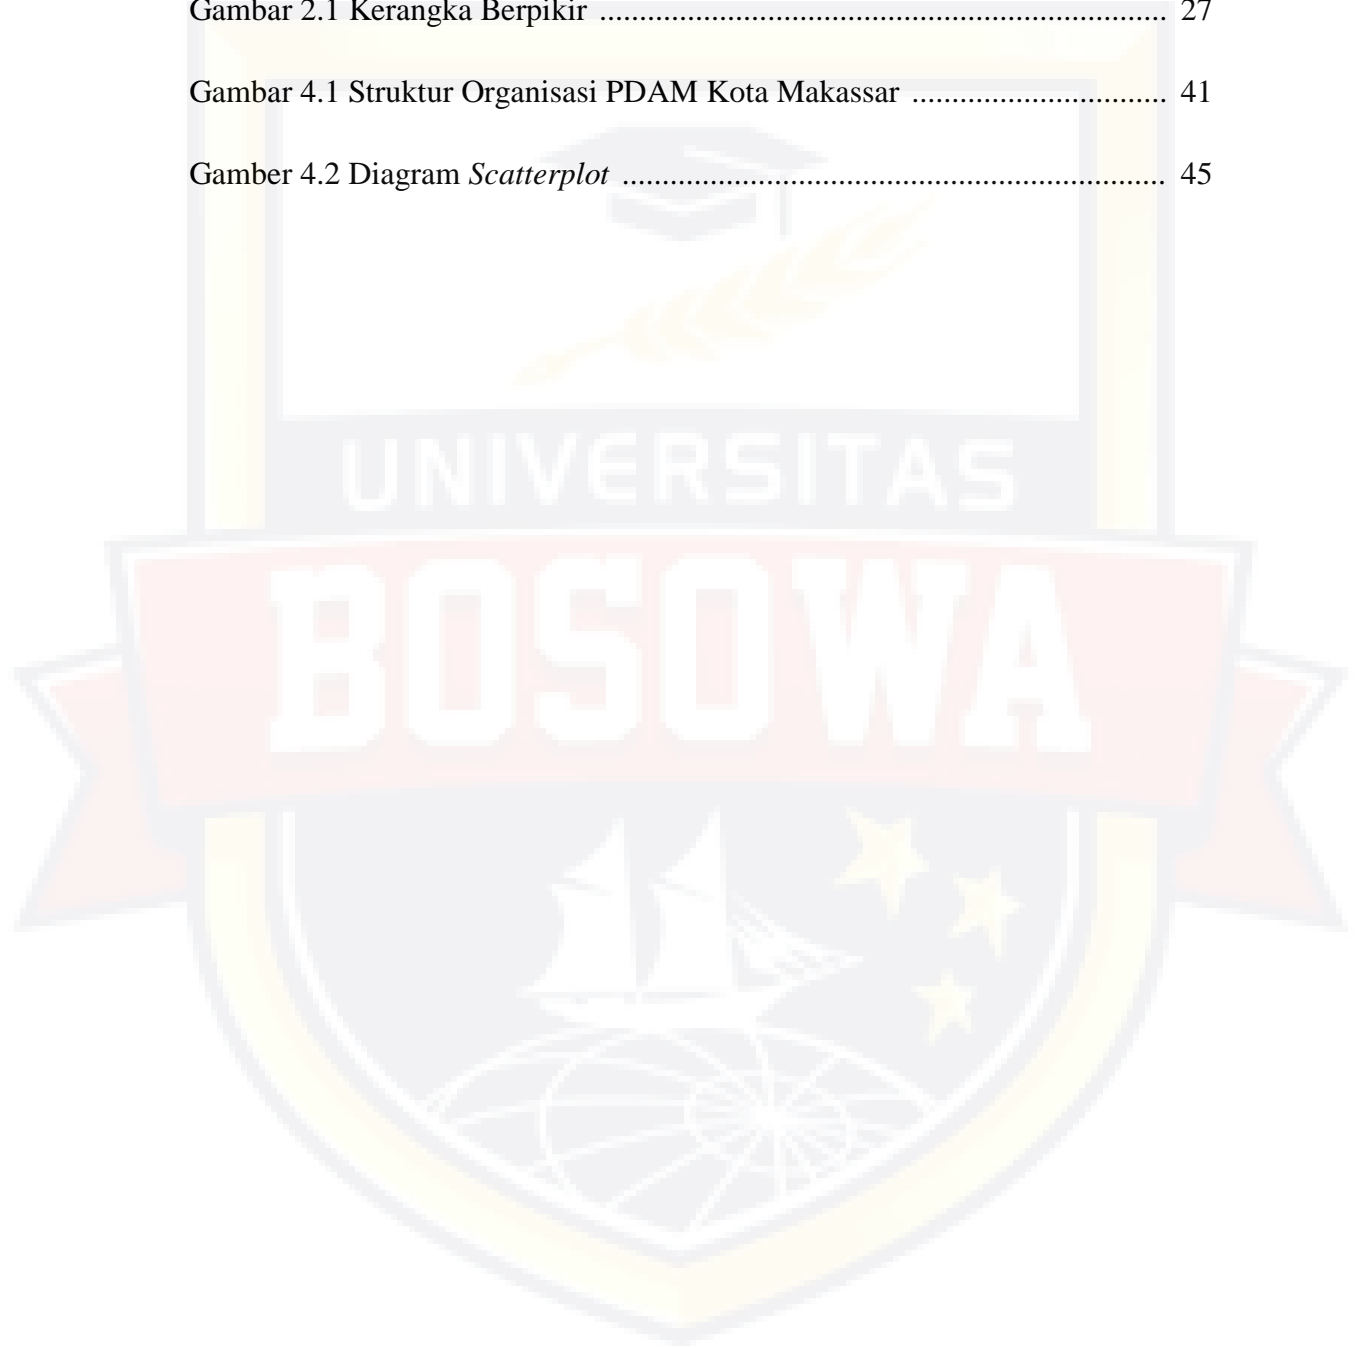 Gambar 2.1 Kerangka Berpikir ....................................................................... 27
Gambar 4.1 Struktur Organisasi PDAM Kota Makassar ................................ 41
Gamber 4.2 Diagram Scatterplot .................................................................... 45
UNIVERSITAS
BOSOWA